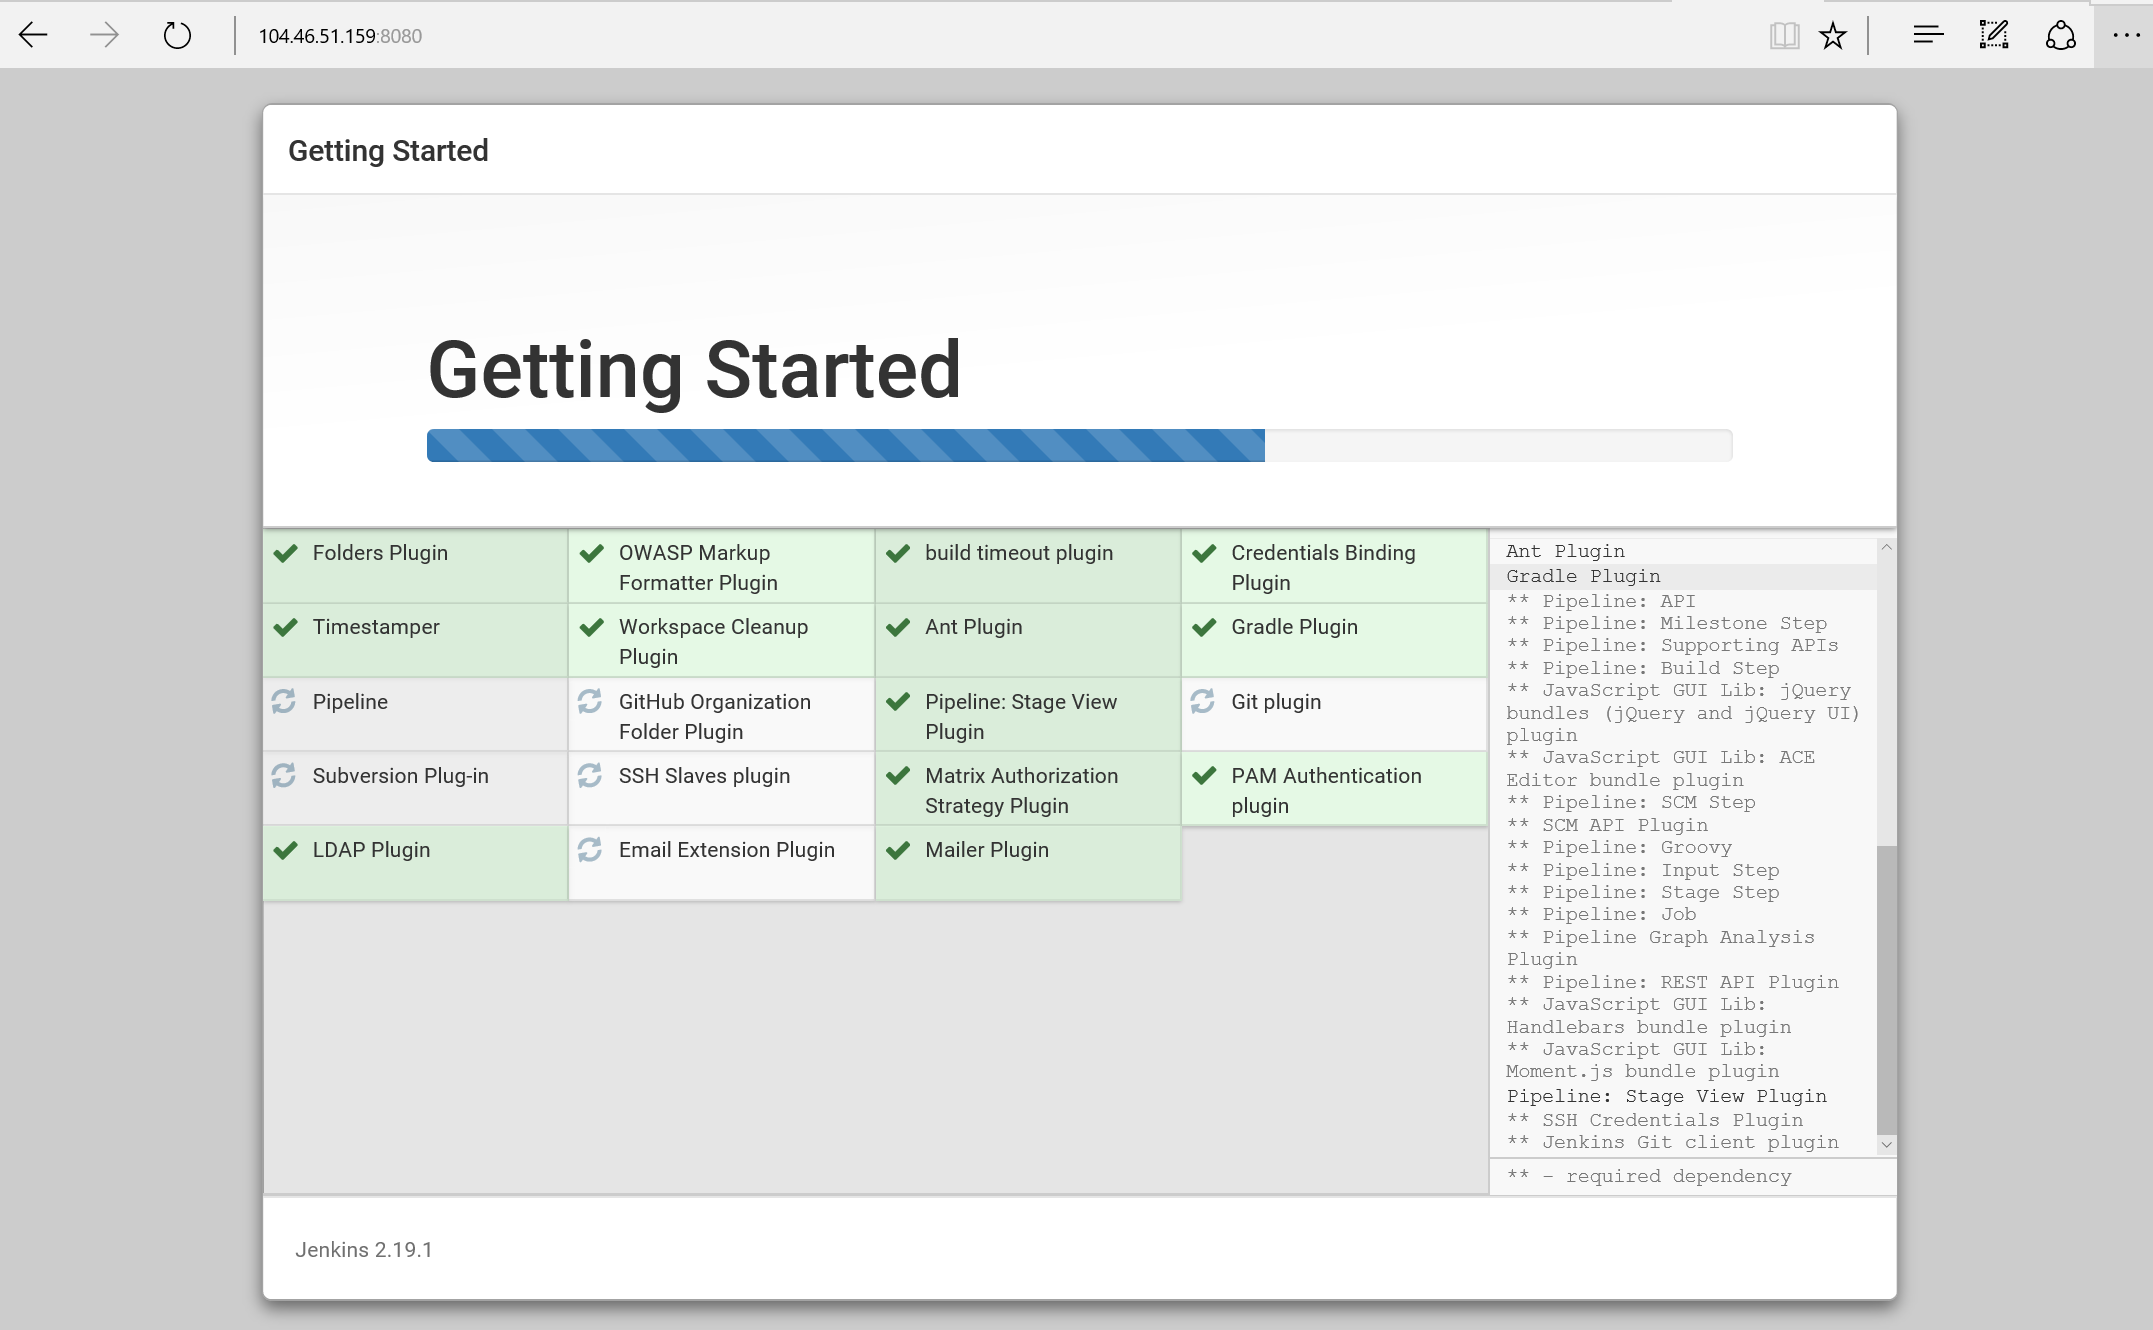 104.46.51.159:8080
Getting Started
Getting Started
Folders Plugin
OWASP Markup
Formatter Plugin
build timeout plugin
Credentials Binding
Plugin
Timestamper
Workspace Cleanup
Plugin
Ant Plugin
Gradle Plugin
Pipeline
GitHub Organization
Folder Plugin
Pipeline: Stage View
Plugin
Git plugin
Subversion Plug-in
SSH Slaves plugin
Matrix Authorization
Strategy Plugin
PAM Authentication
plugin
LDAP Plugin
Email Extension Plugin
Mailer Plugin
Ant Plugin
Gradle Plugin
** Pipeline: API
** Pipeline: Milestone Step
** Pipeline: Supporting APIs
** Pipeline: Build Step
** JavaScript GUI Lib: jQuery
bundles (jQuery and jQuery UI)
plugin
** JavaScript GUI Lib: ACE
Editor bundle plugin
** Pipeline: SCM Step
** SCM API Plugin
** Pipeline: Groovy
** Pipeline: Input Step
** Pipeline: Stage Step
** Pipeline: Job
** Pipeline Graph Analysis
Plugin
** Pipeline: REST API Plugin
** JavaScript GUI Lib:
Handlebars bundle plugin
** JavaScript GUI Lib:
Moment.js bundle plugin
Pipeline: Stage View Plugin
** SSH Credentials Plugin
** Jenkins Git client plugin
** - required dependency
Jenkins 2.19.1